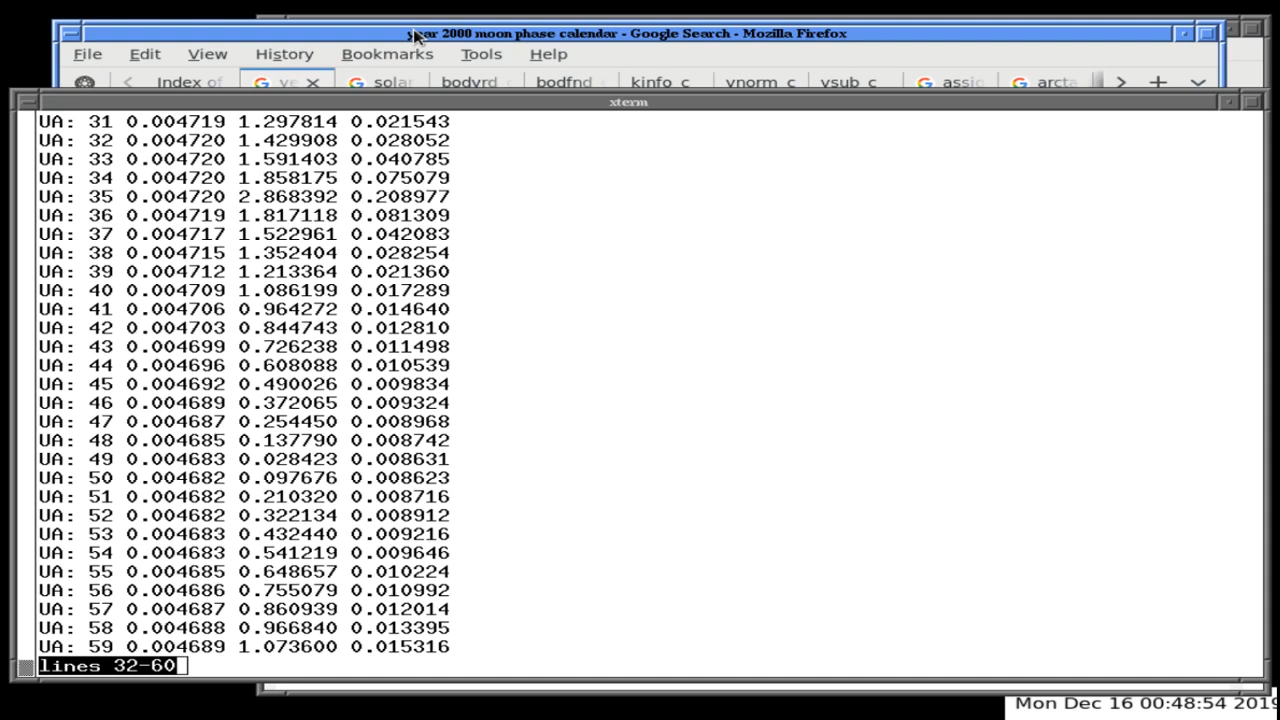 year 2000 moon phase calendar - Google Search - Mozilla Firefox
File Edit View History Bookmarks Tools Help
Index of ye solar bodyrd bodfnd kinfo_c vnorm_c vsub_c assig arcta
xterm
UA: 31 0.004719 1.297814 0.021543
UA: 32 0.004720 1.429908 0.028052
UA: 33 0.004720 1.591403 0.040785
UA: 34 0.004720 1.858175 0.075079
UA: 35 0.004720 2.868392 0.208977
UA: 36 0.004719 1.817118 0.081309
UA: 37 0.004717 1.522961 0.042083
UA: 38 0.004715 1.352404 0.028254
UA: 39 0.004712 1.213364 0.021360
UA: 40 0.004709 1.086199 0.017289
UA: 41 0.004706 0.964272 0.014640
UA: 42 0.004703 0.844743 0.012810
UA: 43 0.004699 0.726238 0.011498
UA: 44 0.004696 0.608088 0.010539
UA: 45 0.004692 0.490026 0.009834
UA: 46 0.004689 0.372065 0.009324
UA: 47 0.004687 0.254450 0.008968
UA: 48 0.004685 0.137790 0.008742
UA: 49 0.004683 0.028423 0.008631
UA: 50 0.004682 0.097676 0.008623
UA: 51 0.004682 0.210320 0.008716
UA: 52 0.004682 0.322134 0.008912
UA: 53 0.004683 0.432440 0.009216
UA: 54 0.004683 0.541219 0.009646
UA: 55 0.004685 0.648657 0.010224
UA: 56 0.004686 0.755079 0.010992
UA: 57 0.004687 0.860939 0.012014
UA: 58 0.004688 0.966840 0.013395
UA: 59 0.004689 1.073600 0.015316
lines 32-60
Mon Dec 16 00:48:54 2019